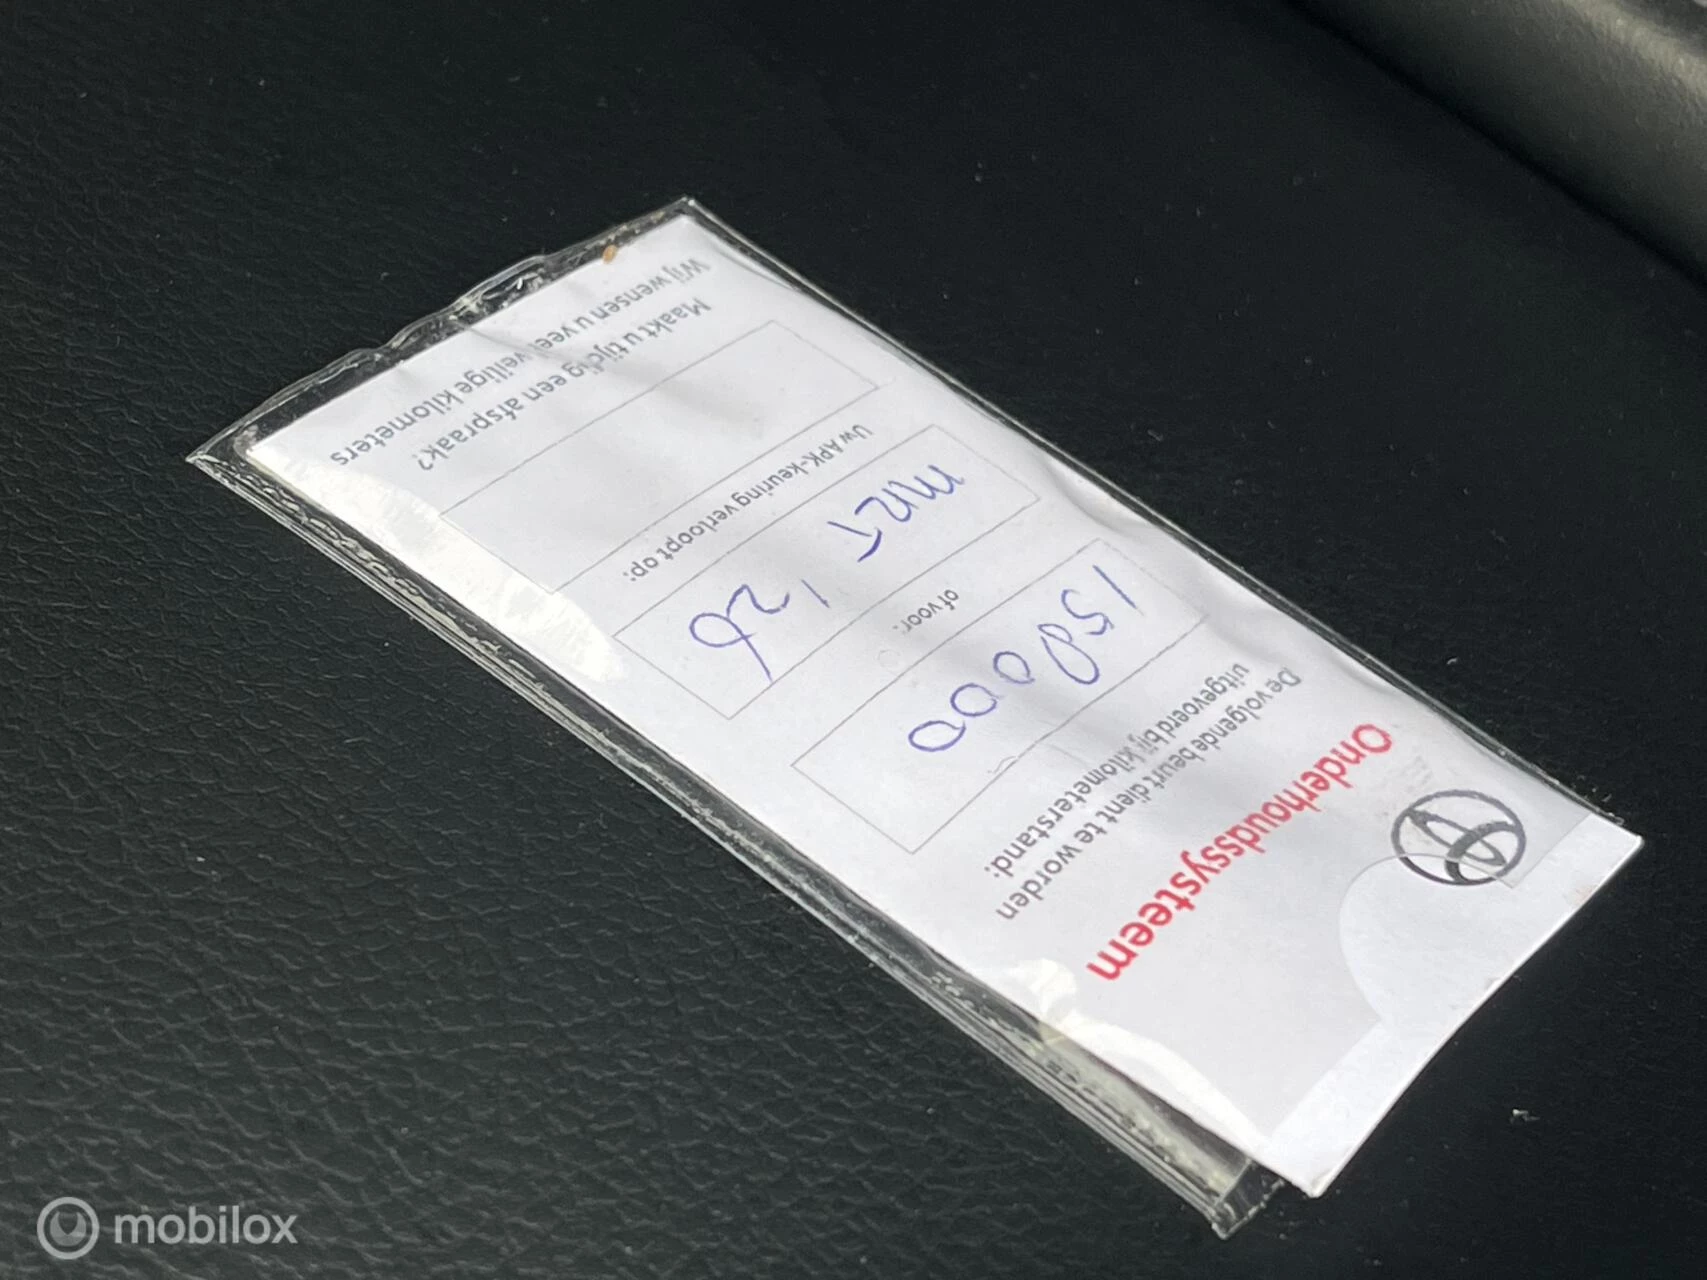 Onderhoudssysteem
De volgende beurt dient te worden
uitgevoerd bij kilometerstand:
158000
of voor:
MRT '26
Uw APK-keuring verloopt op:
Maakt u tijdig een afspraak?
Wij wensen u veel veilige kilometers
mobilox